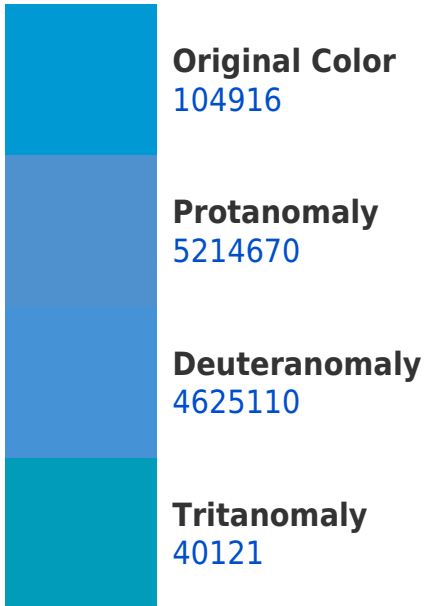 Original Color
104916
Protanomaly
5214670
Deuteranomaly
4625110
Tritanomaly
40121